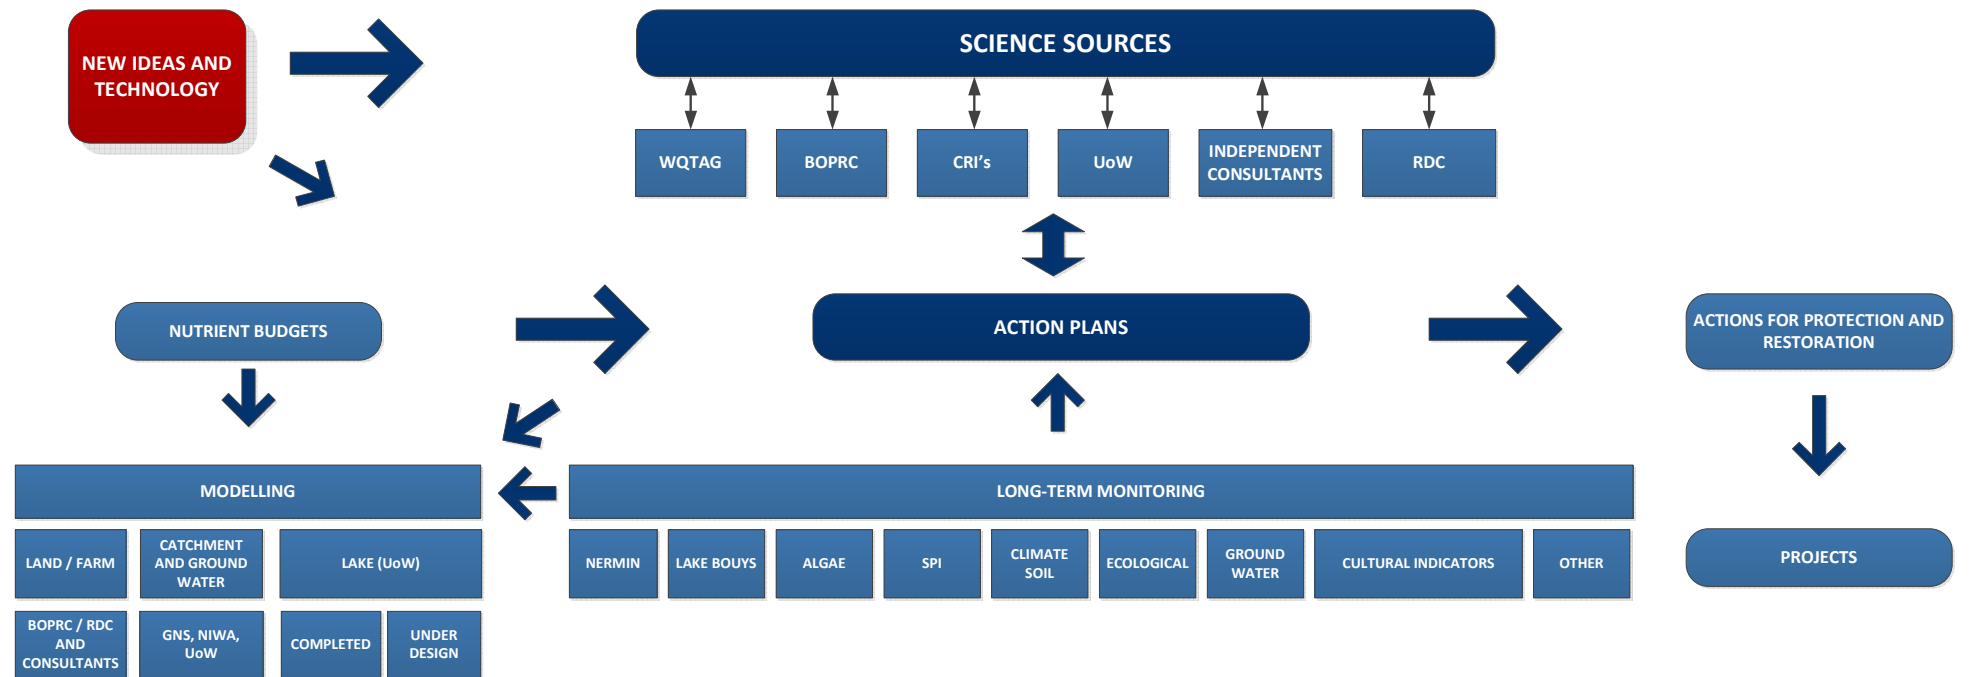 NEW IDEAS AND
TECHNOLOGY
SCIENCE SOURCES
WQTAG
BOPRC
CRI's
UoW
INDEPENDENT
CONSULTANTS
RDC
NUTRIENT BUDGETS
ACTION PLANS
ACTIONS FOR PROTECTION AND
RESTORATION
MODELLING
LONG-TERM MONITORING
LAND / FARM
CATCHMENT
AND GROUND
WATER
LAKE (UoW)
NERMIN
LAKE BOUYS
ALGAE
SPI
CLIMATE
SOIL
ECOLOGICAL
GROUND
WATER
CULTURAL INDICATORS
OTHER
PROJECTS
BOPRC / RDC
AND
CONSULTANTS
GNS, NIWA,
UoW
COMPLETED
UNDER
DESIGN